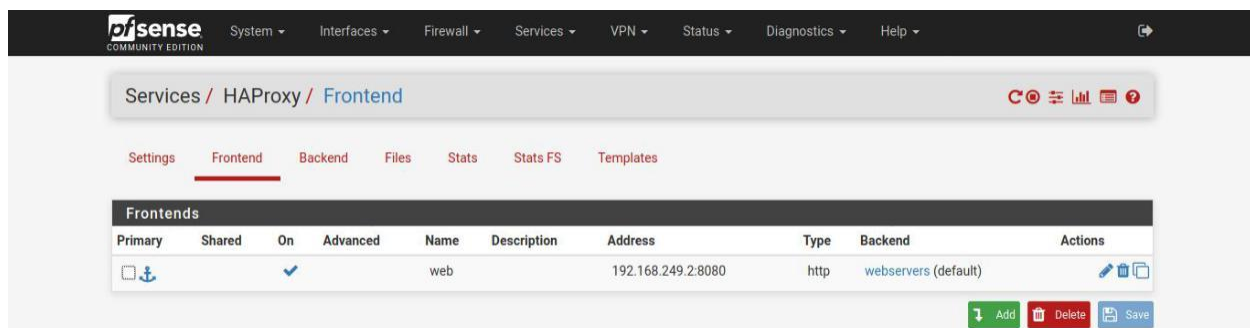 pfsense System Interfaces Firewall Services VPN Status Diagnostics Help
COMMUNITY EDITION
Services / HAProxy / Frontend
Settings Frontend Backend Files Stats Stats FS Templates
Frontends
Primary Shared On Advanced Name Description Address Type Backend Actions
web 192.168.249.2:8080 http webservers (default)
Add Delete Save